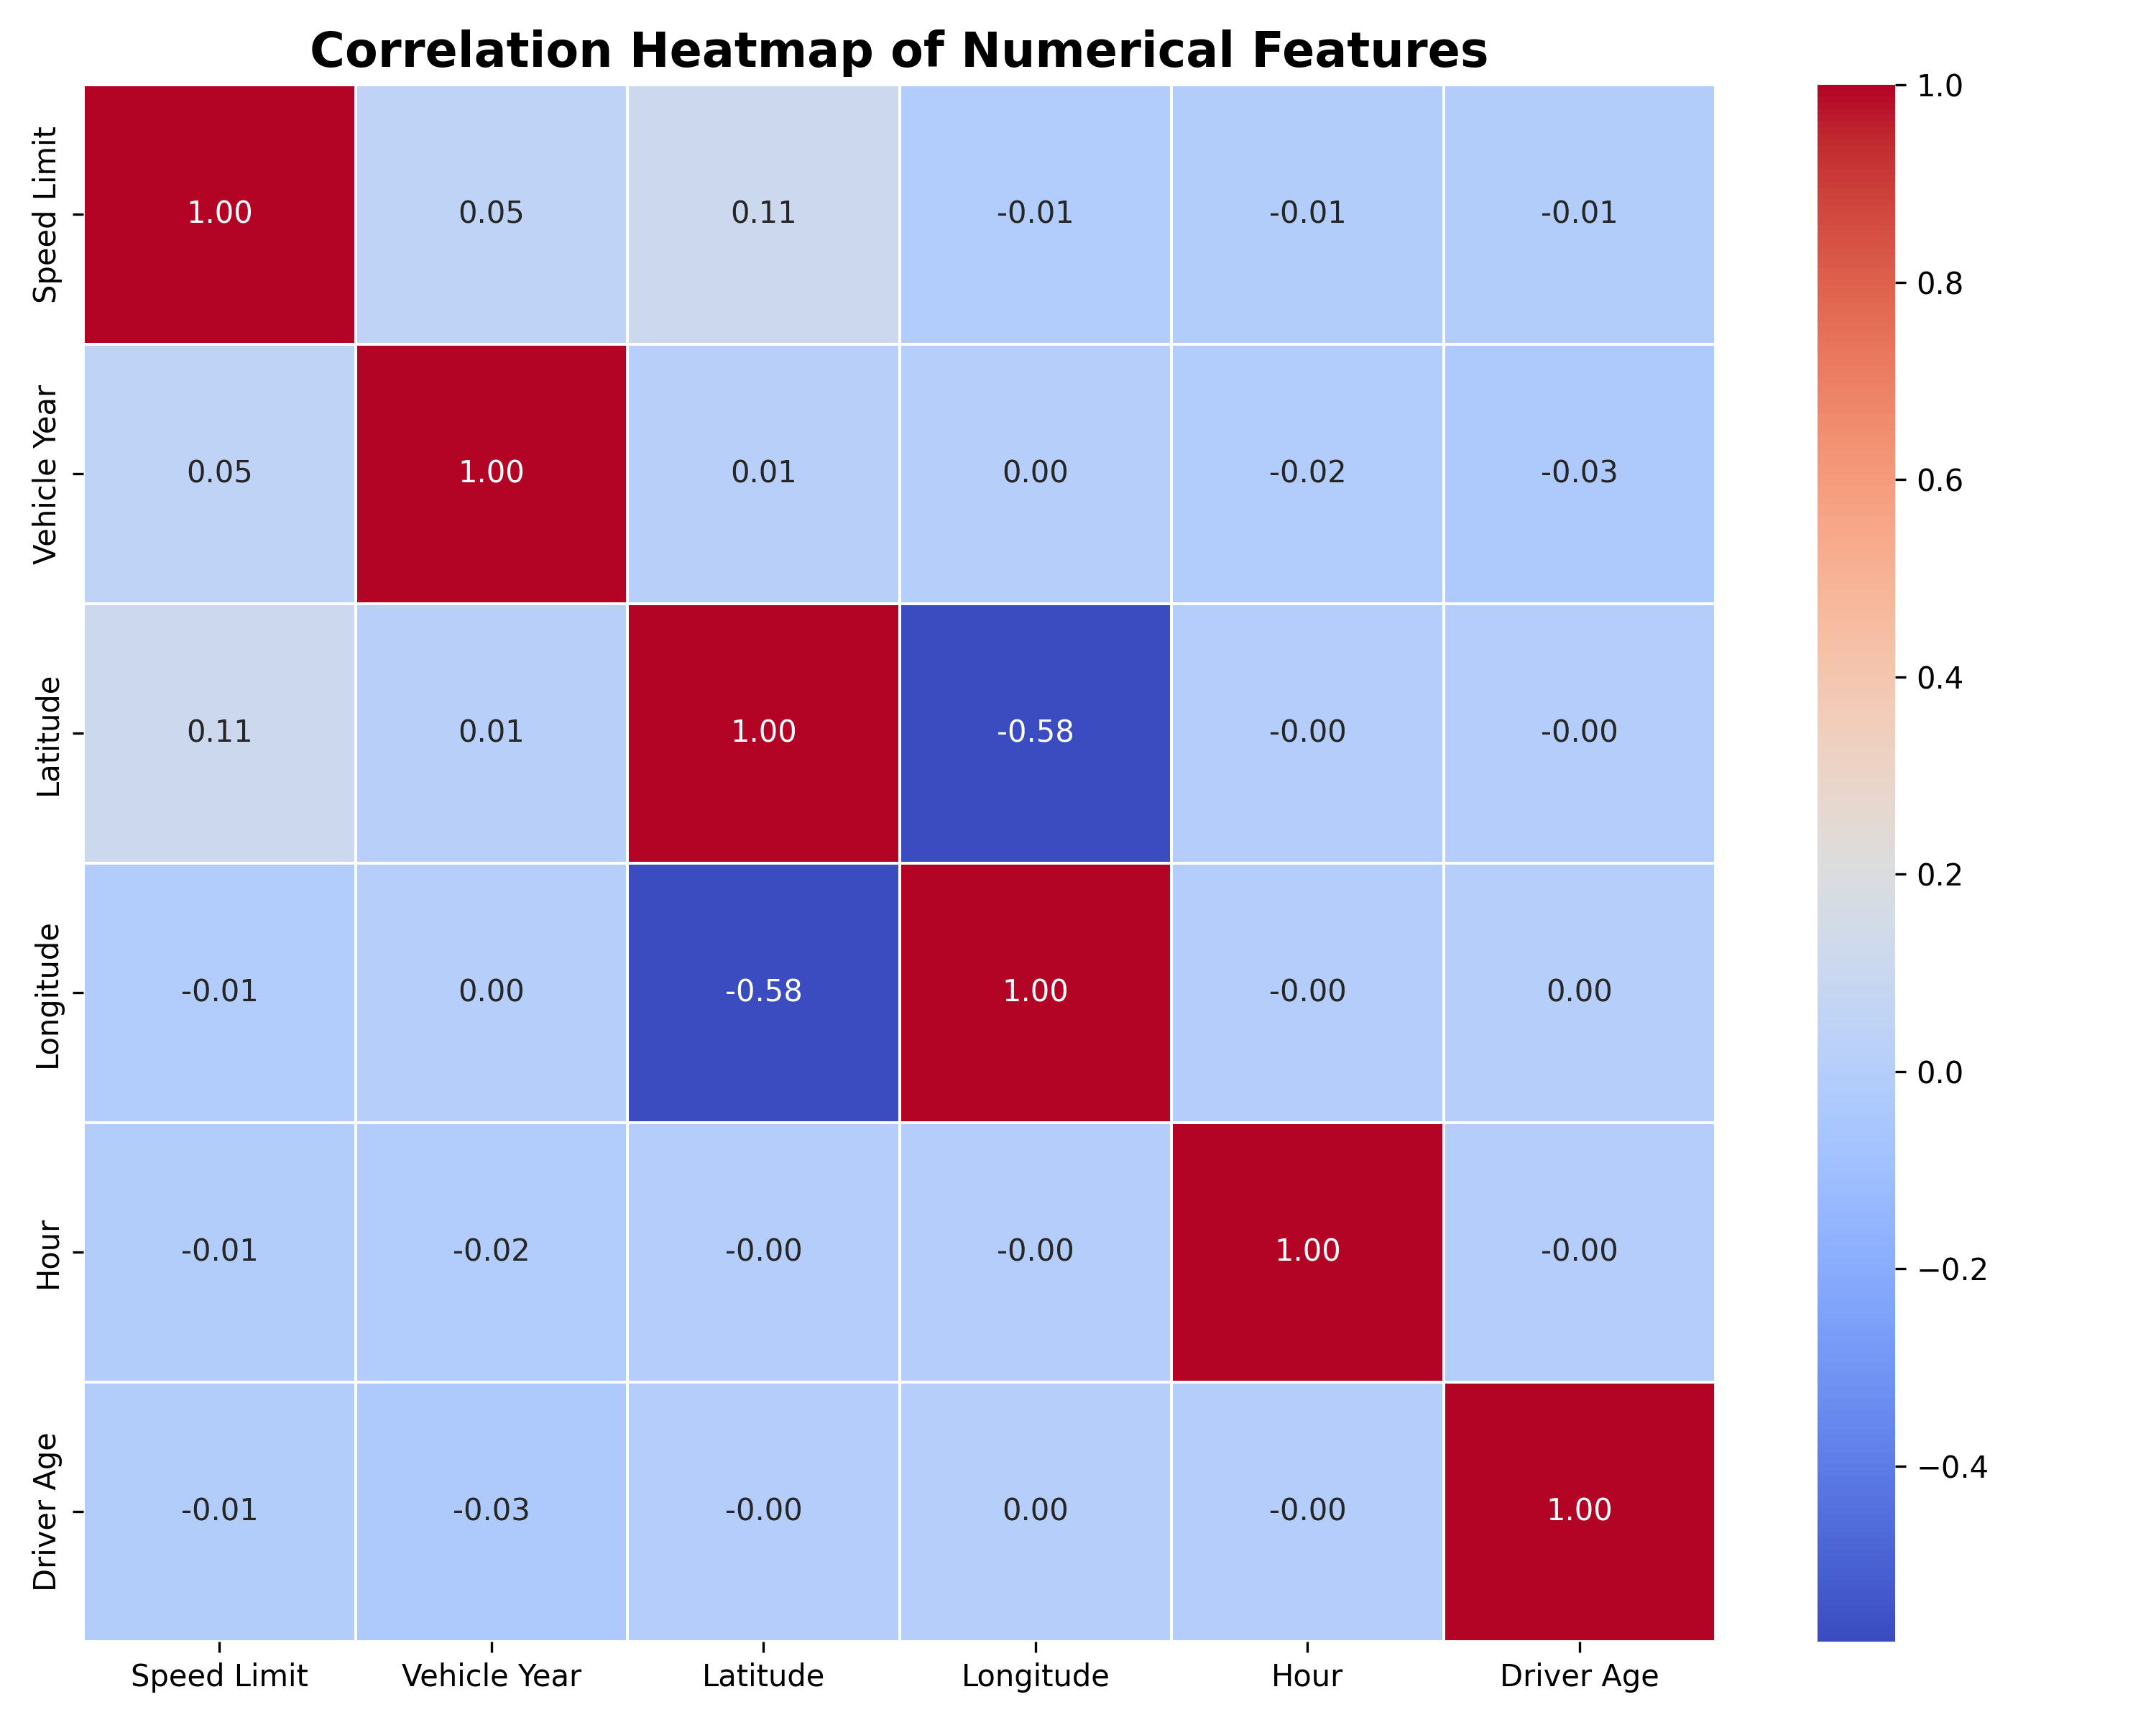 Correlation Heatmap of Numerical Features
Speed Limit 1.00 0.05 0.11 -0.01 -0.01 -0.01
Vehicle Year 0.05 1.00 0.01 0.00 -0.02 -0.03
Latitude 0.11 0.01 1.00 -0.58 -0.00 -0.00
Longitude -0.01 0.00 -0.58 1.00 -0.00 0.00
Hour -0.01 -0.02 -0.00 -0.00 1.00 -0.00
Driver Age -0.01 -0.03 -0.00 0.00 -0.00 1.00
Speed Limit Vehicle Year Latitude Longitude Hour Driver Age
1.0
0.8
0.6
0.4
0.2
0.0
−0.2
−0.4